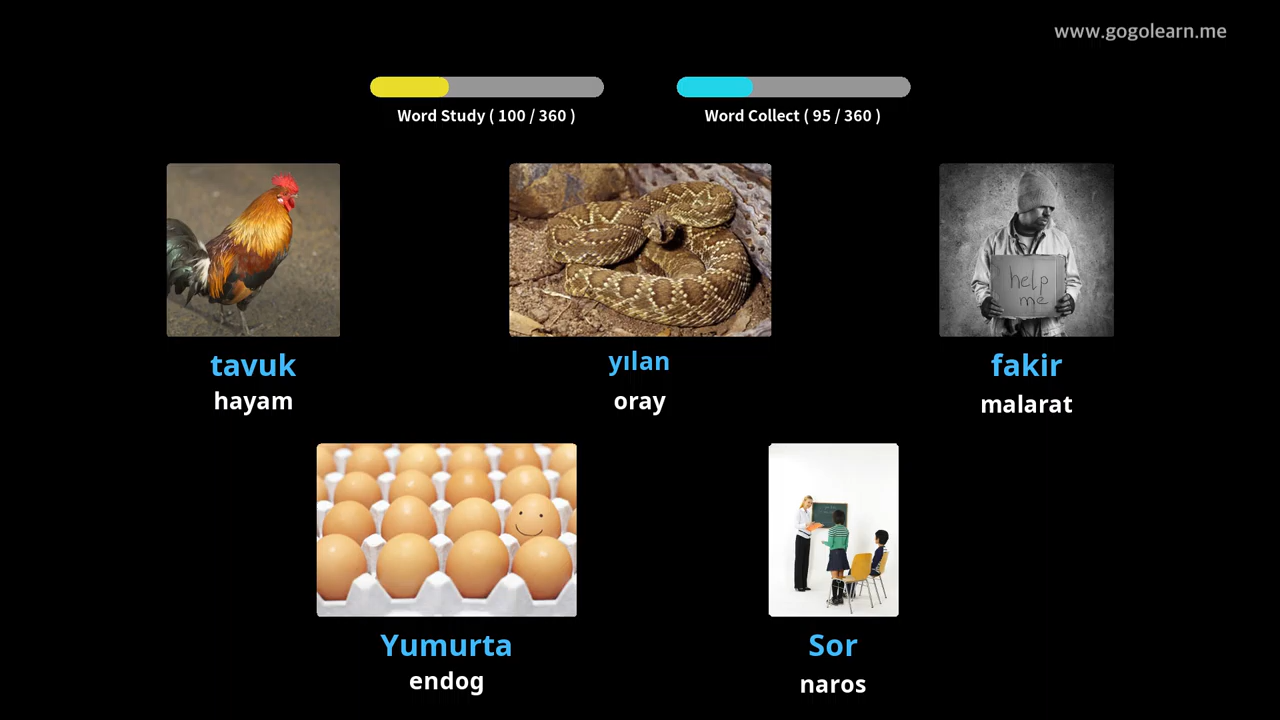 www.gogolearn.me
Word Study ( 100 / 360 )
Word Collect ( 95 / 360 )
help
me
tavuk
hayam
yılan
oray
fakir
malarat
Yumurta
endog
Sor
naros